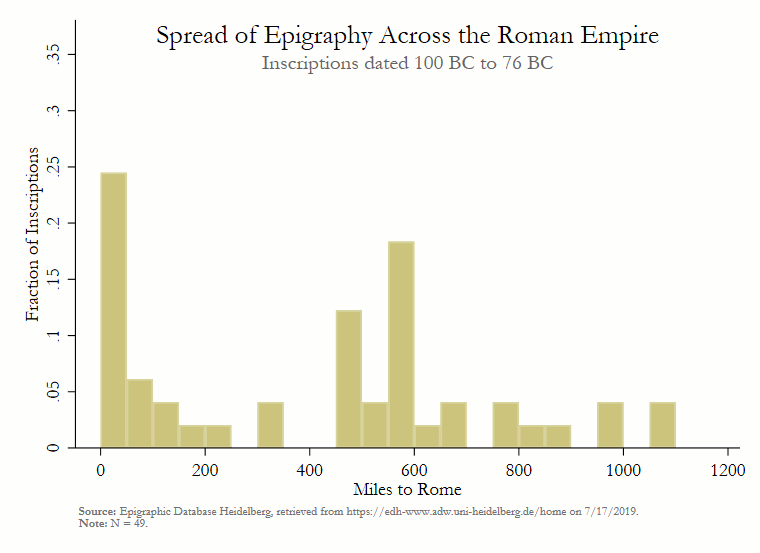 Spread of Epigraphy Across the Roman Empire
Inscriptions dated 100 BC to 76 BC
Fraction of Inscriptions
.35
.3
.25
.2
.15
.1
.05
0
0 200 400 600 800 1000 1200
Miles to Rome
Source: Epigraphic Database Heidelberg, retrieved from https://edh-www.adw.uni-heidelberg.de/home on 7/17/2019.
Note: N = 49.